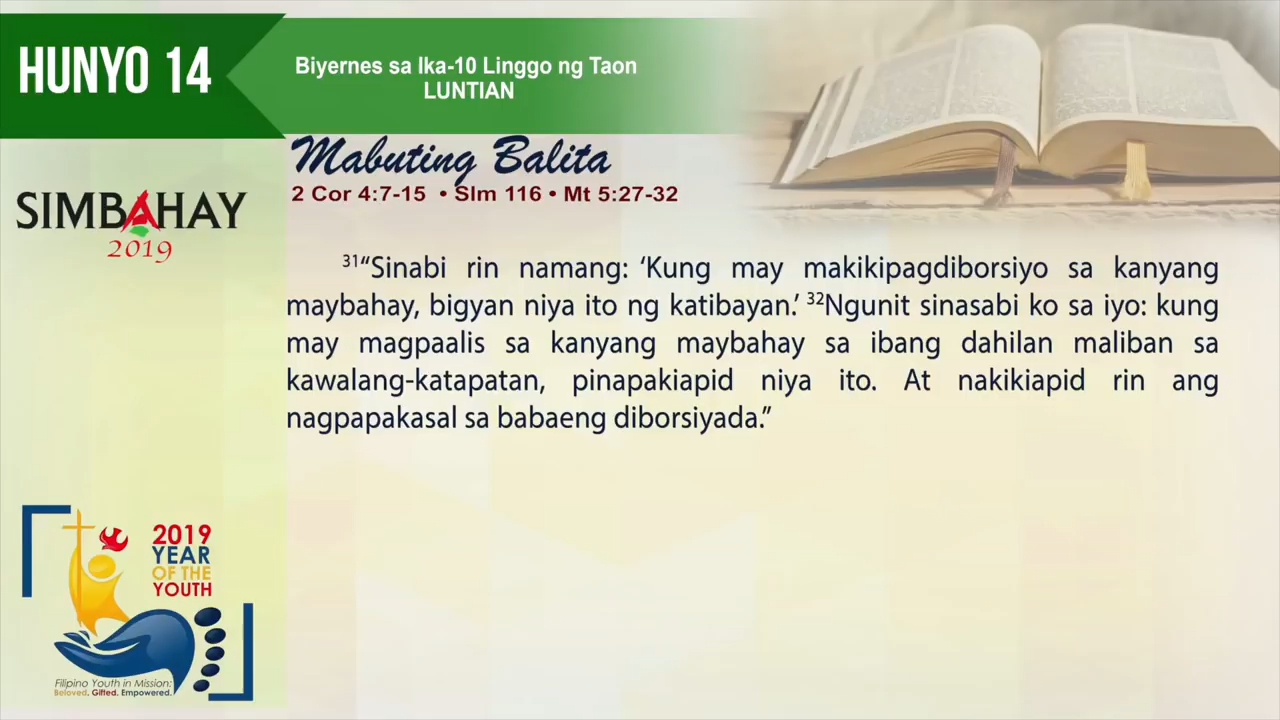 HUNYO 14
Biyernes sa Ika-10 Linggo ng Taon
LUNTIAN
Mabuting Balita
2 Cor 4:7-15 • Slm 116 • Mt 5:27-32
SIMBAHAY
2019
31“Sinabi rin namang: ‘Kung may makikipagdiborsiyo sa kanyang
maybahay, bigyan niya ito ng katibayan.’ 32Ngunit sinasabi ko sa iyo: kung
may magpaalis sa kanyang maybahay sa ibang dahilan maliban sa
kawalang-katapatan, pinapakiapid niya ito. At nakikiapid rin ang
nagpapakasal sa babaeng diborsiyada.”
2019
YEAR
OF THE
YOUTH
Filipino Youth in Mission:
Beloved. Gifted. Empowered.